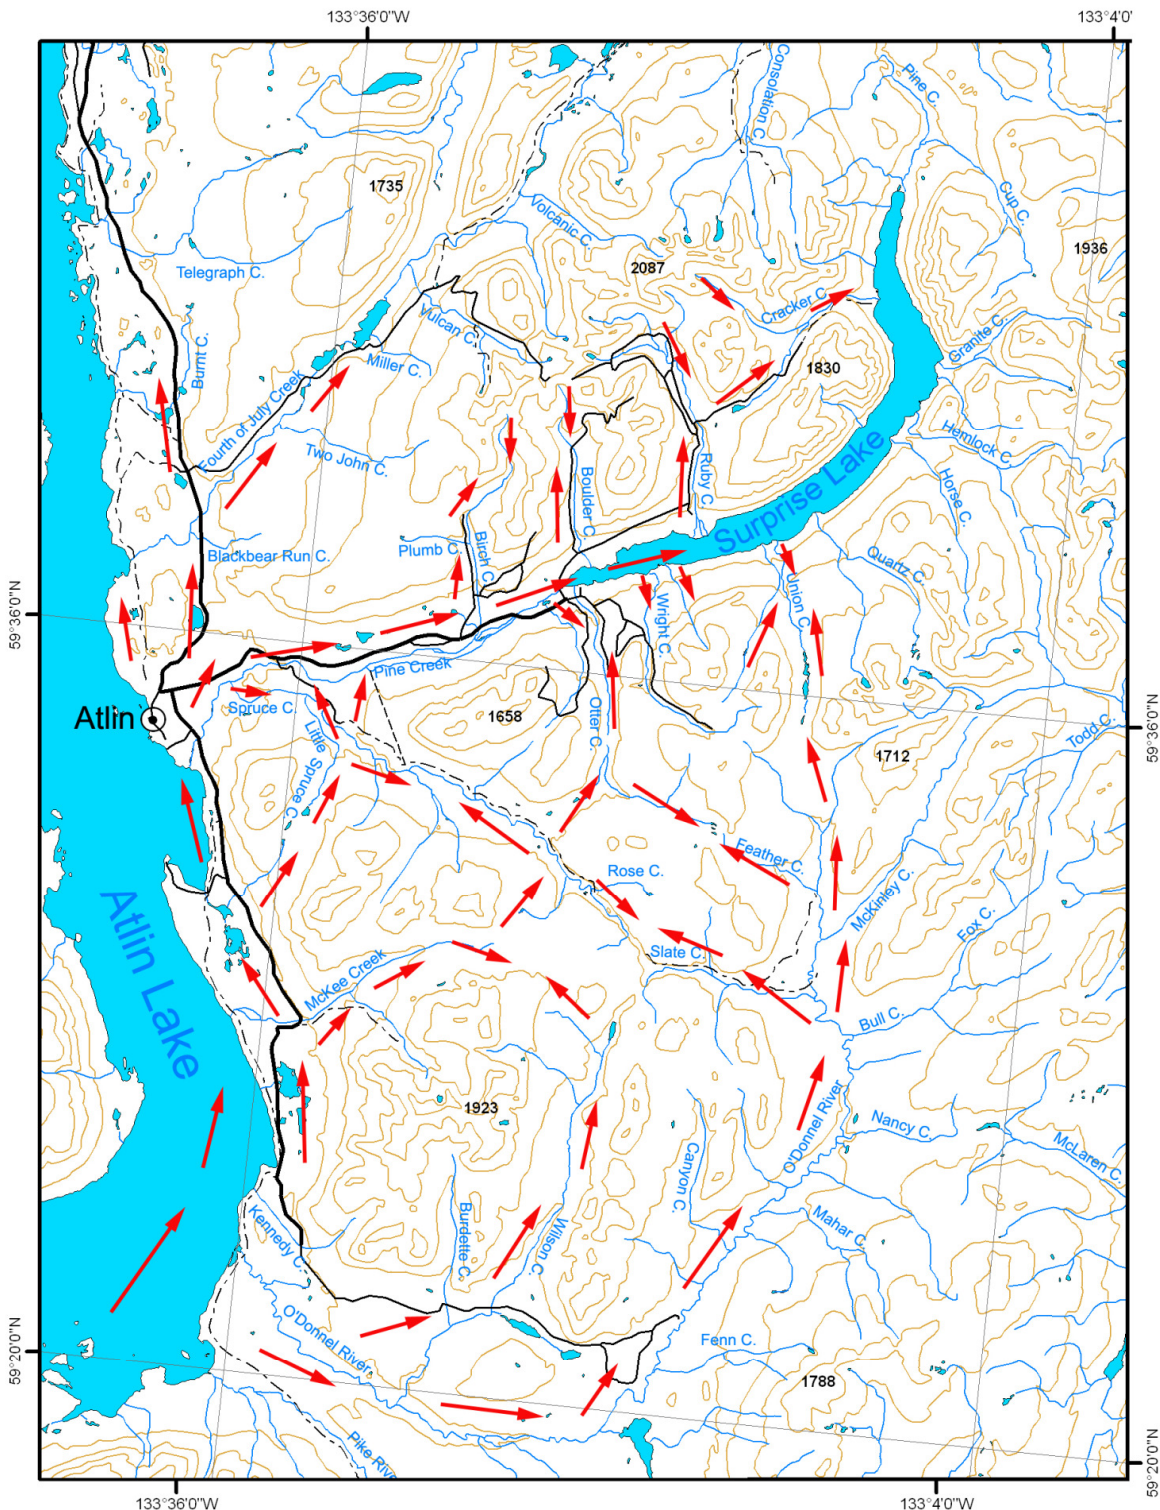 133°36'0"W
133°4'0'
Consolation C.
Pine C.
1735
Cup C.
Volcanic C.
1936
Telegraph C.
2087
Cracker C.
Vulcan C.
Granite C.
Burnt C.
Miller C.
1830
Fourth of July Creek
Hemlock C.
Two John C.
Ruby C.
Surprise Lake
Boulder C.
Horse C.
Plumb C.
Birch C.
Blackbear Run C.
Quartz C.
59°36'0"N
Union C.
Wright C.
Pine Creek
Spruce C.
Atlin
1658
Otter C.
Todd C.
59°36'0"N
Little Spruce C.
1712
Feather C.
Rose C.
McKinley C.
Atlin Lake
Fox C.
Slate C.
McKee Creek
Bull C.
1923
O'Donnel River
Nancy C.
McLaren C.
Canyon C.
Mahar C.
Kennedy C.
Burdette C.
Wilson C.
O'Donnel River
Fenn C.
59°20'0"N
1788
Pike Rive
59°20'0"N
133°36'0"W
133°4'0"W